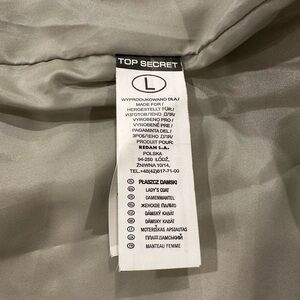 TOP SECRET
L
WYPRODUKOWANO DLA/
MADE FOR/
HERGESTELLT FÜR/
ИЗГОТОВЛЕНО ДЛЯ/
VYROBENO PRO/
VYROBENÉ PRE/
PAGAMINTA DEL/
ЗРОБЛЕНО ДЛЯ/
PRODUIT POUR:
REDAN S.A.
POLSKA
94-250 ŁÓDŹ,
ŻNIWNA 10/14,
TEL.+48(42)617-71-00
PŁASZCZ DAMSKI
LADY'S COAT
DAMENMANTEL
ЖЕНСКОЕ ПАЛЬТО
DÁMSKÝ KABÁT
DÁMSKY KABÁT
MOTERIŠKAS APSIAUSTAS
ПЛАЩ ДАМСЬКИЙ
MANTEAU FEMME